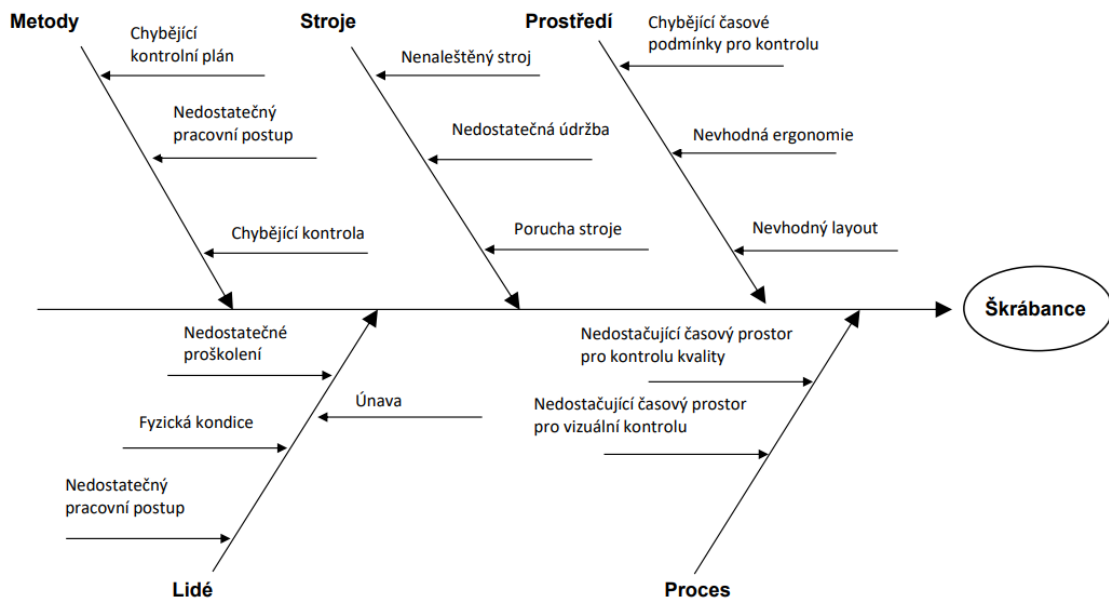 Metody
Stroje
Prostředí
Chybějící
kontrolní plán
Nedostatečný
pracovní postup
Chybějící kontrola
Nenaleštěný stroj
Nedostatečná údržba
Porucha stroje
Chybějící časové
podmínky pro kontrolu
Nevhodná ergonomie
Nevhodný layout
Škrábance
Nedostatečné
proškolení
Únava
Fyzická kondice
Nedostatečný
pracovní postup
Nedostačující časový prostor
pro kontrolu kvality
Nedostačující časový prostor
pro vizuální kontrolu
Lidé
Proces